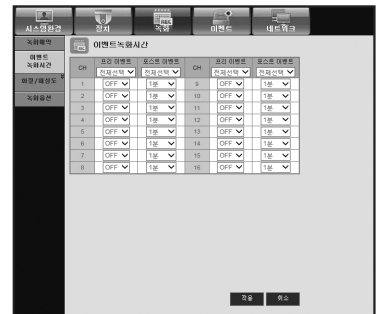 시스템환경 장치 녹화 이벤트 네트워크
REC
녹화예약
이벤트
녹화시간
녹화옵션
이벤트녹화시간
CH 프리 이벤트 포스트 이벤트 CH 프리 이벤트 포스트 이벤트
전체선택 전체선택 전체선택 전체선택
1 OFF 1분 9 OFF 1분
2 OFF 1분 10 OFF 1분
3 OFF 1분 11 OFF 1분
4 OFF 1분 12 OFF 1분
5 OFF 1분 13 OFF 1분
6 OFF 1분 14 OFF 1분
7 OFF 1분 15 OFF 1분
8 OFF 1분 16 OFF 1분
적용 취소